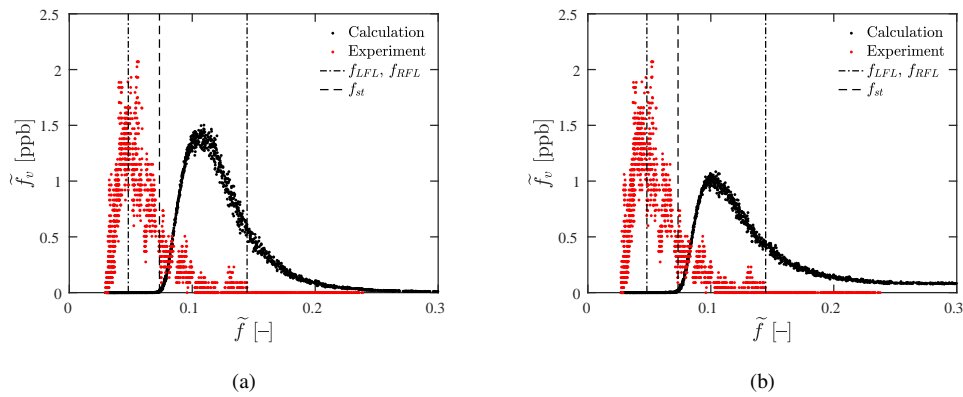 2.5
2
1.5
1
0.5
0
0
0.1
0.2
0.3
f̃ᵥ [ppb]
f̃ [–]
Calculation
Experiment
f_LFL, f_RFL
f_st
(a)
2.5
2
1.5
1
0.5
0
0
0.1
0.2
0.3
f̃ᵥ [ppb]
f̃ [–]
Calculation
Experiment
f_LFL, f_RFL
f_st
(b)